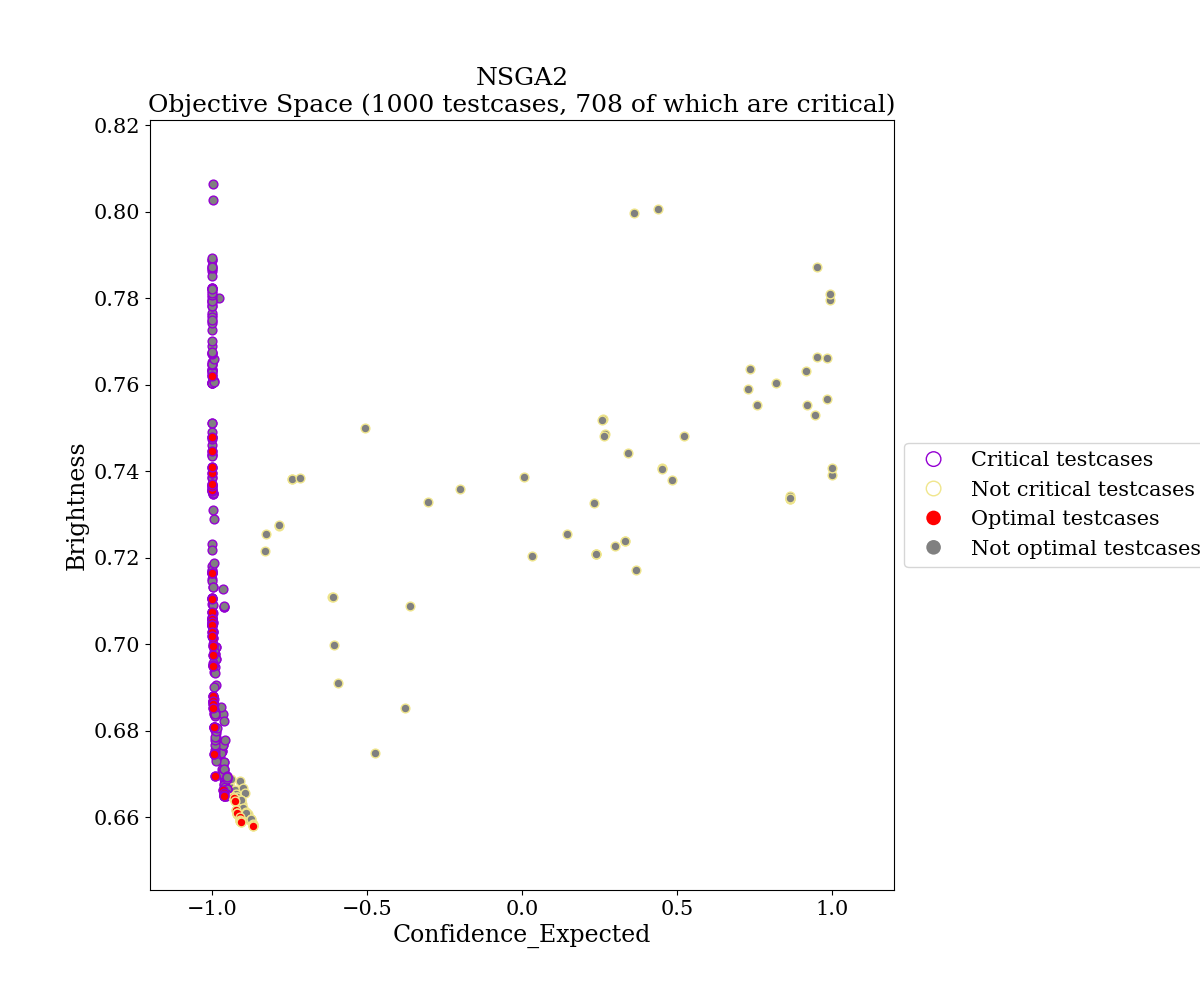 NSGA2
Objective Space (1000 testcases, 708 of which are critical)
0.82
0.80
0.78
0.76
0.74
0.72
0.70
0.68
0.66
Brightness
−1.0
−0.5
0.0
0.5
1.0
Confidence_Expected
Critical testcases
Not critical testcases
Optimal testcases
Not optimal testcases